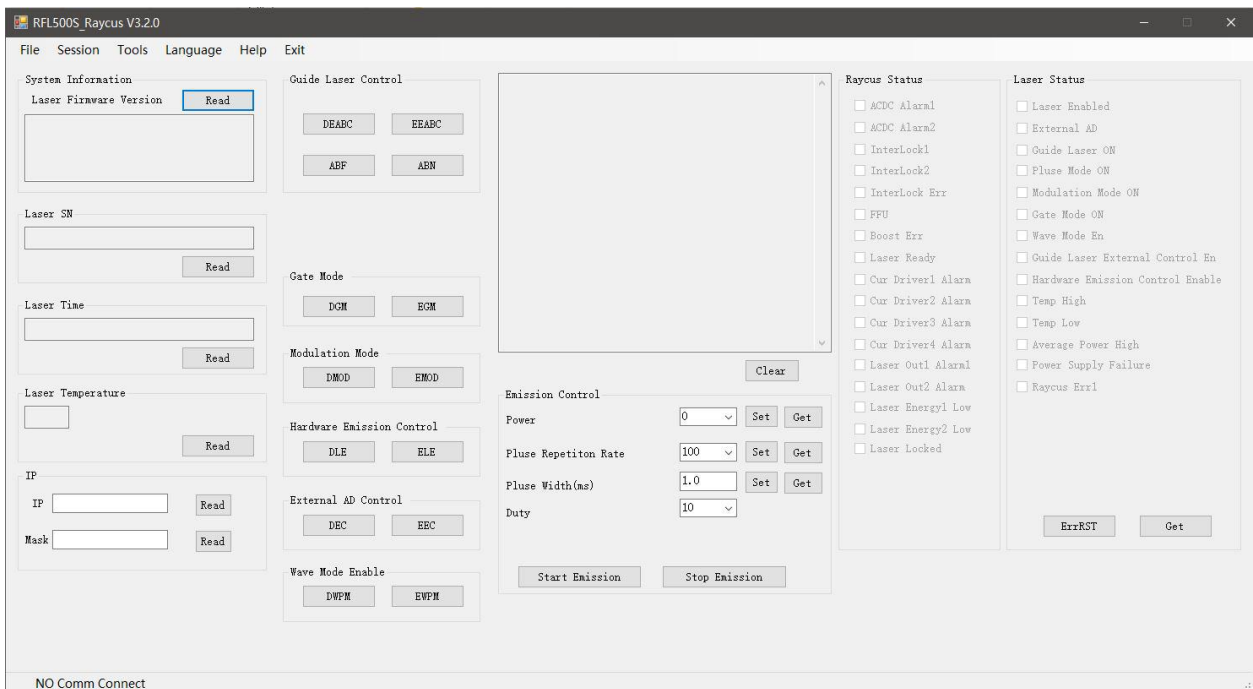 RFL500S_Raycus V3.2.0
File Session Tools Language Help Exit
System Information
Laser Firmware Version Read
Laser SN
Read
Laser Time
Read
Laser Temperature
Read
IP
IP Read
Mask Read
Guide Laser Control
DEABC EEABC
ABF ABN
Gate Mode
DGM EGM
Modulation Mode
DMOD EMOD
Hardware Emission Control
DLE ELE
External AD Control
DEC EEC
Wave Mode Enable
DWPM EWPM
Clear
Emission Control
Power 0 Set Get
Pluse Repetiton Rate 100 Set Get
Pluse Width(ms) 1.0 Set Get
Duty 10
Start Emission Stop Emission
Raycus Status
ACDC Alarm1
ACDC Alarm2
InterLock1
InterLock2
InterLock Err
FFU
Boost Err
Laser Ready
Cur Driver1 Alarm
Cur Driver2 Alarm
Cur Driver3 Alarm
Cur Driver4 Alarm
Laser Out1 Alarm1
Laser Out2 Alarm
Laser Energy1 Low
Laser Energy2 Low
Laser Locked
Laser Status
Laser Enabled
External AD
Guide Laser ON
Pluse Mode ON
Modulation Mode ON
Gate Mode ON
Wave Mode En
Guide Laser External Control En
Hardware Emission Control Enable
Temp High
Temp Low
Average Power High
Power Supply Failure
Raycus Err1
ErrRST Get
NO Comm Connect